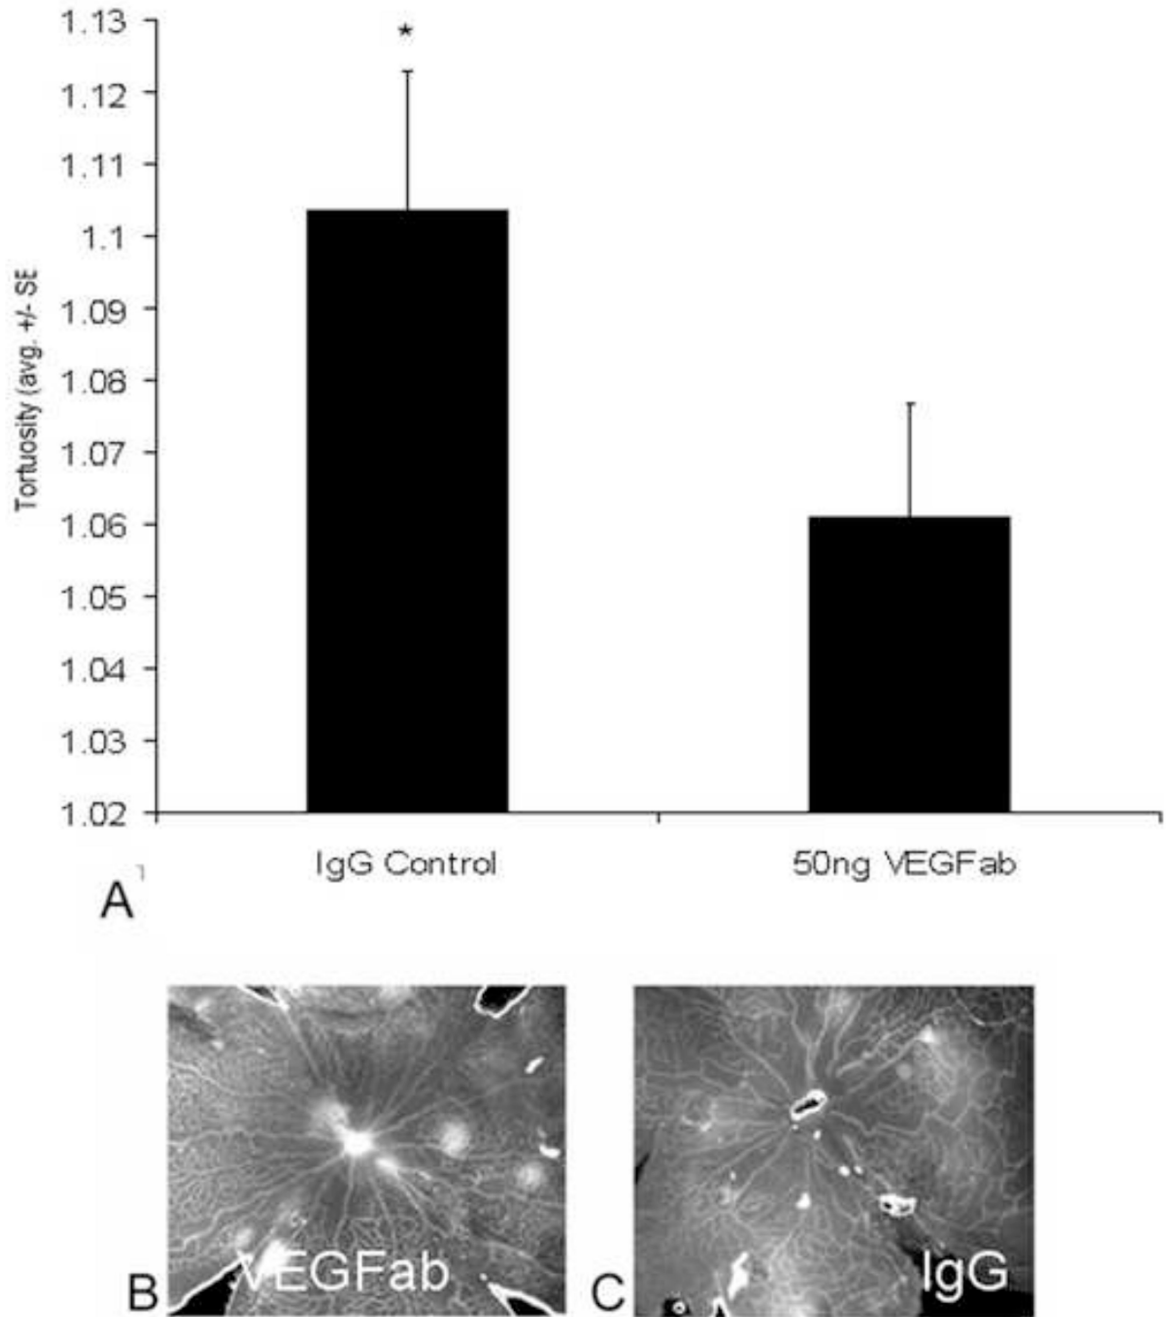 1.13
*
1.12
1.11
1.1
1.09
1.08
1.07
1.06
1.05
1.04
1.03
1.02
Tortuosity (avg. +/- SE
IgG Control
50ng VEGFab
A
B
VEGFab
C
IgG